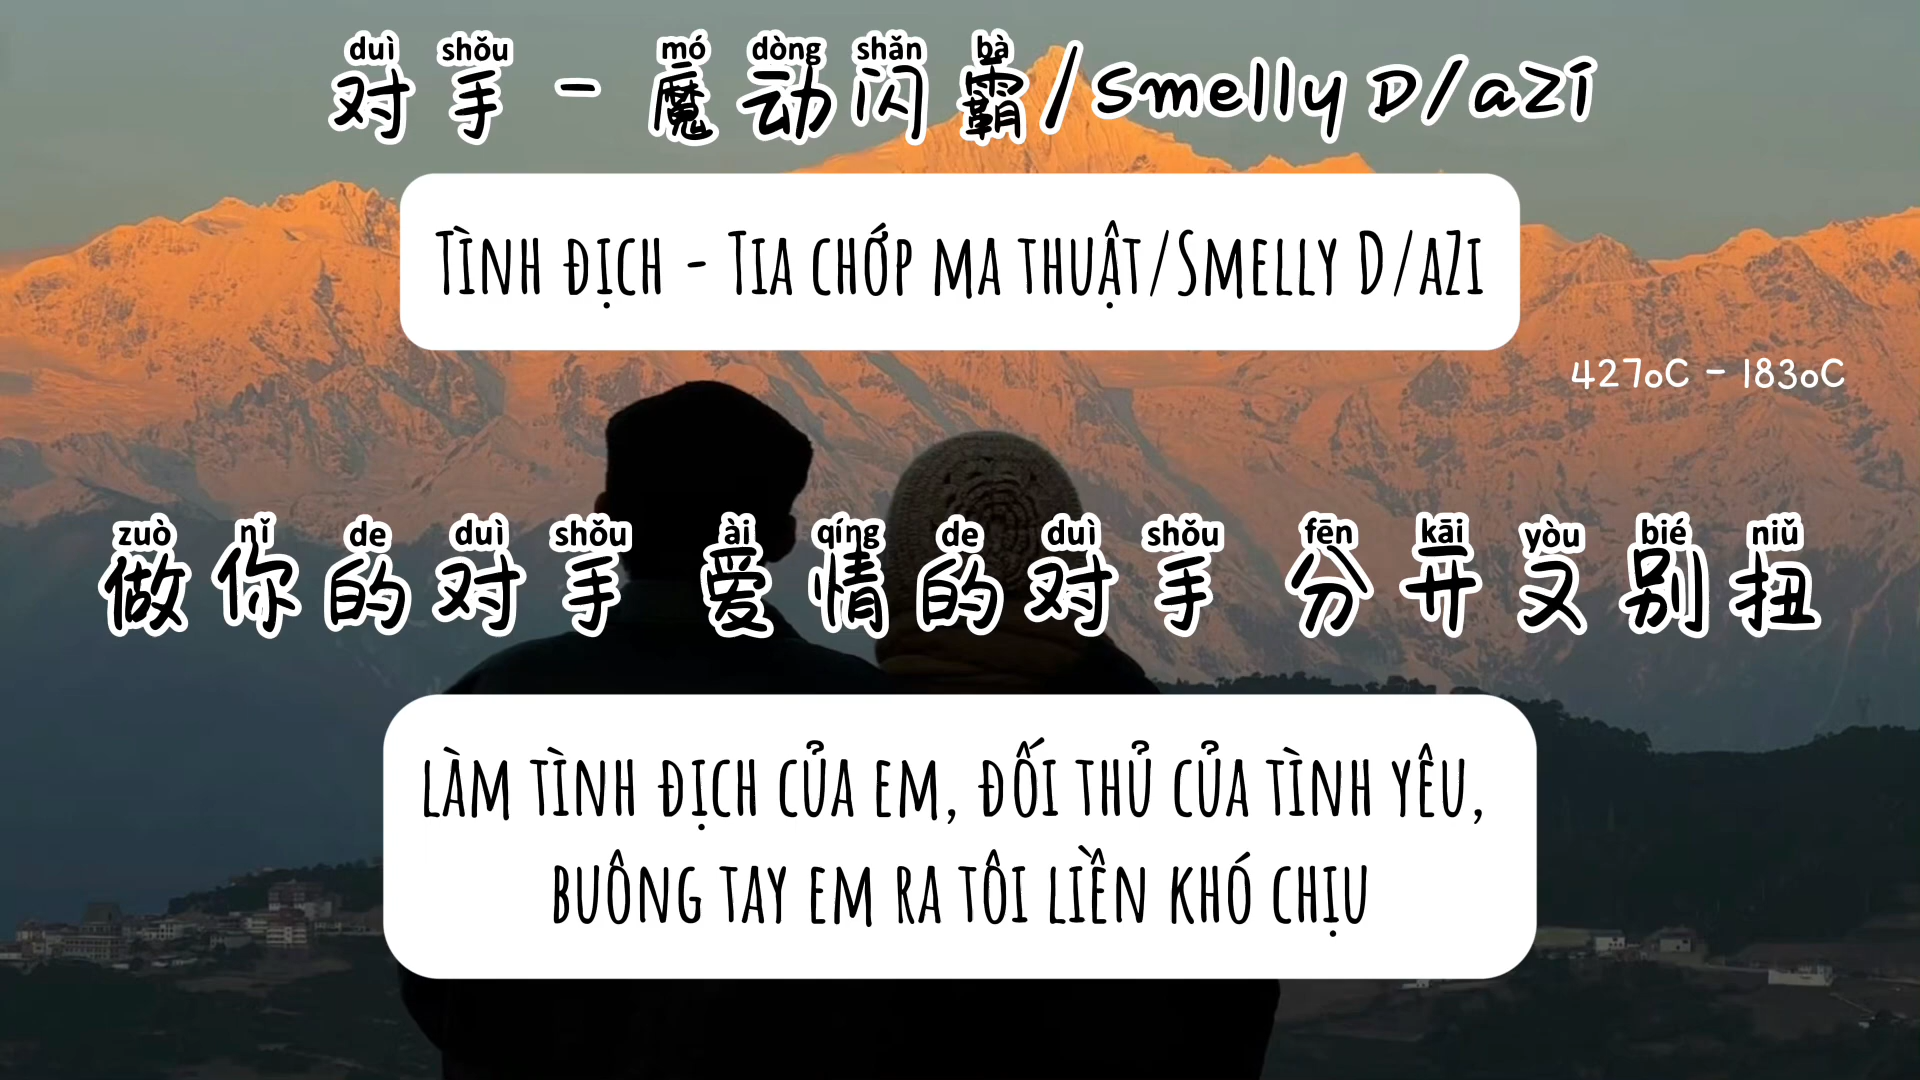 duì shǒu mó dòng shǎn bà
对手 - 魔动闪霸/Smelly D/aZi
Tình địch - Tia chớp ma thuật/Smelly D/aZi
427oC - 183oC
zuò nǐ de duì shǒu ài qíng de duì shǒu fēn kāi yòu bié niǔ
做你的对手 爱情的对手 分开又别扭
làm tình địch của em, đối thủ của tình yêu,
buông tay em ra tôi liền khó chịu